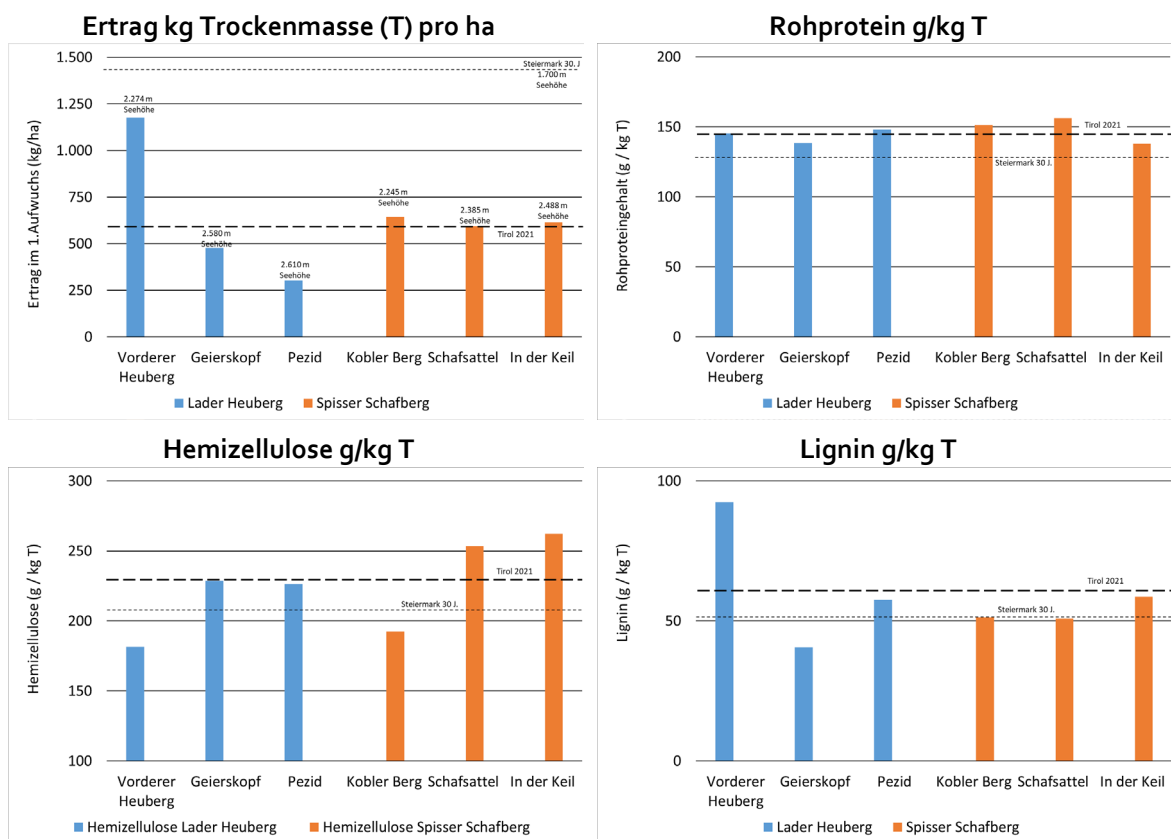 Ertrag kg Trockenmasse (T) pro ha
1.500
1.250
1.000
750
500
250
0
Ertrag im 1.Aufwuchs (kg/ha)
Steiermark 30. J
1.700 m
Seehöhe
2.274 m
Seehöhe
2.580 m
Seehöhe
2.610 m
Seehöhe
2.245 m
Seehöhe
2.385 m
Seehöhe
2.488 m
Seehöhe
Tirol 2021
Vorderer
Heuberg
Geierskopf
Pezid
Kobler Berg
Schafsattel
In der Keil
Lader Heuberg
Spisser Schafberg
Rohprotein g/kg T
200
150
100
50
0
Rohproteingehalt (g / kg T)
Tirol 2021
Steiermark 30 J.
Vorderer
Heuberg
Geierskopf
Pezid
Kobler Berg
Schafsattel
In der Keil
Lader Heuberg
Spisser Schafberg
Hemizellulose g/kg T
300
250
200
150
100
Hemizellulose (g / kg T)
Tirol 2021
Steiermark 30 J.
Vorderer
Heuberg
Geierskopf
Pezid
Kobler Berg
Schafsattel
In der Keil
Hemizellulose Lader Heuberg
Hemizellulose Spisser Schafberg
Lignin g/kg T
100
50
0
Lignin (g / kg T)
Tirol 2021
Steiermark 30 J.
Vorderer
Heuberg
Geierskopf
Pezid
Kobler Berg
Schafsattel
In der Keil
Lader Heuberg
Spisser Schafberg